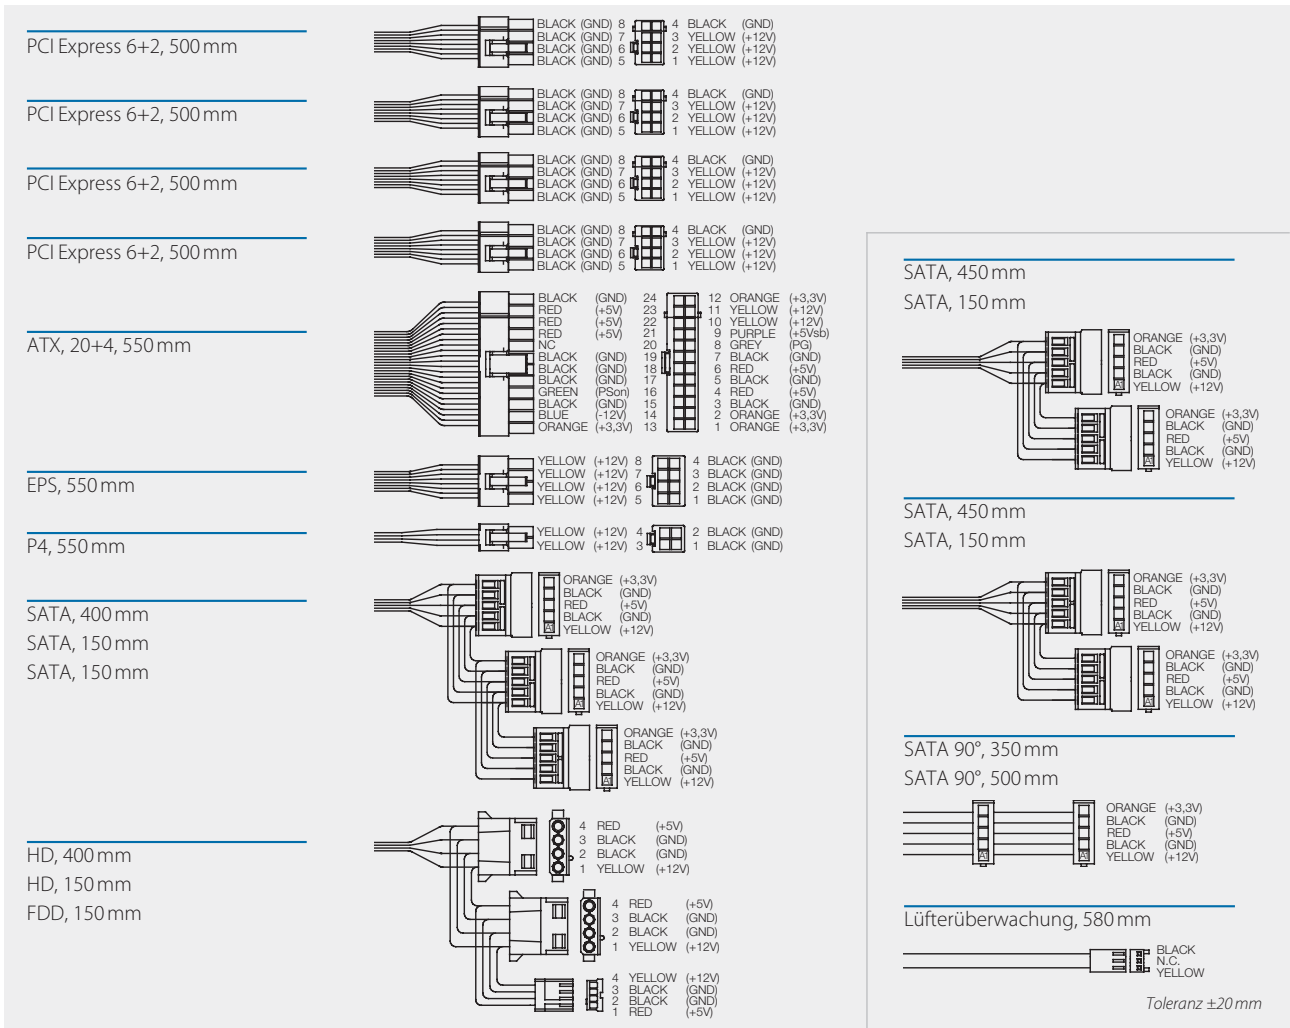 PCI Express 6+2, 500 mm
BLACK (GND) 8 4 BLACK (GND)
BLACK (GND) 7 3 YELLOW (+12V)
BLACK (GND) 6 2 YELLOW (+12V)
BLACK (GND) 5 1 YELLOW (+12V)
PCI Express 6+2, 500 mm
BLACK (GND) 8 4 BLACK (GND)
BLACK (GND) 7 3 YELLOW (+12V)
BLACK (GND) 6 2 YELLOW (+12V)
BLACK (GND) 5 1 YELLOW (+12V)
PCI Express 6+2, 500 mm
BLACK (GND) 8 4 BLACK (GND)
BLACK (GND) 7 3 YELLOW (+12V)
BLACK (GND) 6 2 YELLOW (+12V)
BLACK (GND) 5 1 YELLOW (+12V)
PCI Express 6+2, 500 mm
BLACK (GND) 8 4 BLACK (GND)
BLACK (GND) 7 3 YELLOW (+12V)
BLACK (GND) 6 2 YELLOW (+12V)
BLACK (GND) 5 1 YELLOW (+12V)
ATX, 20+4, 550 mm
BLACK (GND) 24 12 ORANGE (+3,3V)
RED (+5V) 23 11 YELLOW (+12V)
RED (+5V) 22 10 YELLOW (+12V)
RED (+5V) 21 9 PURPLE (+5Vsb)
NC 20 8 GREY (PG)
BLACK (GND) 19 7 BLACK (GND)
BLACK (GND) 18 6 RED (+5V)
BLACK (GND) 17 5 BLACK (GND)
GREEN (PSon) 16 4 RED (+5V)
BLACK (GND) 15 3 BLACK (GND)
BLUE (-12V) 14 2 ORANGE (+3,3V)
ORANGE (+3,3V) 13 1 ORANGE (+3,3V)
EPS, 550 mm
YELLOW (+12V) 8 4 BLACK (GND)
YELLOW (+12V) 7 3 BLACK (GND)
YELLOW (+12V) 6 2 BLACK (GND)
YELLOW (+12V) 5 1 BLACK (GND)
P4, 550 mm
YELLOW (+12V) 4 2 BLACK (GND)
YELLOW (+12V) 3 1 BLACK (GND)
SATA, 400 mm
SATA, 150 mm
SATA, 150 mm
ORANGE (+3,3V)
BLACK (GND)
RED (+5V)
BLACK (GND)
A1 YELLOW (+12V)
ORANGE (+3,3V)
BLACK (GND)
RED (+5V)
BLACK (GND)
A1 YELLOW (+12V)
ORANGE (+3,3V)
BLACK (GND)
RED (+5V)
BLACK (GND)
A1 YELLOW (+12V)
HD, 400 mm
HD, 150 mm
FDD, 150 mm
4 RED (+5V)
3 BLACK (GND)
2 BLACK (GND)
1 YELLOW (+12V)
4 RED (+5V)
3 BLACK (GND)
2 BLACK (GND)
1 YELLOW (+12V)
4 YELLOW (+12V)
3 BLACK (GND)
2 BLACK (GND)
1 RED (+5V)
SATA, 450 mm
SATA, 150 mm
ORANGE (+3,3V)
BLACK (GND)
RED (+5V)
BLACK (GND)
A1 YELLOW (+12V)
ORANGE (+3,3V)
BLACK (GND)
RED (+5V)
BLACK (GND)
A1 YELLOW (+12V)
SATA, 450 mm
SATA, 150 mm
ORANGE (+3,3V)
BLACK (GND)
RED (+5V)
BLACK (GND)
A1 YELLOW (+12V)
ORANGE (+3,3V)
BLACK (GND)
RED (+5V)
BLACK (GND)
A1 YELLOW (+12V)
SATA 90°, 350 mm
SATA 90°, 500 mm
ORANGE (+3,3V)
BLACK (GND)
RED (+5V)
BLACK (GND)
A1 A1 YELLOW (+12V)
Lüfterüberwachung, 580 mm
BLACK
N.C.
YELLOW
Toleranz ±20 mm